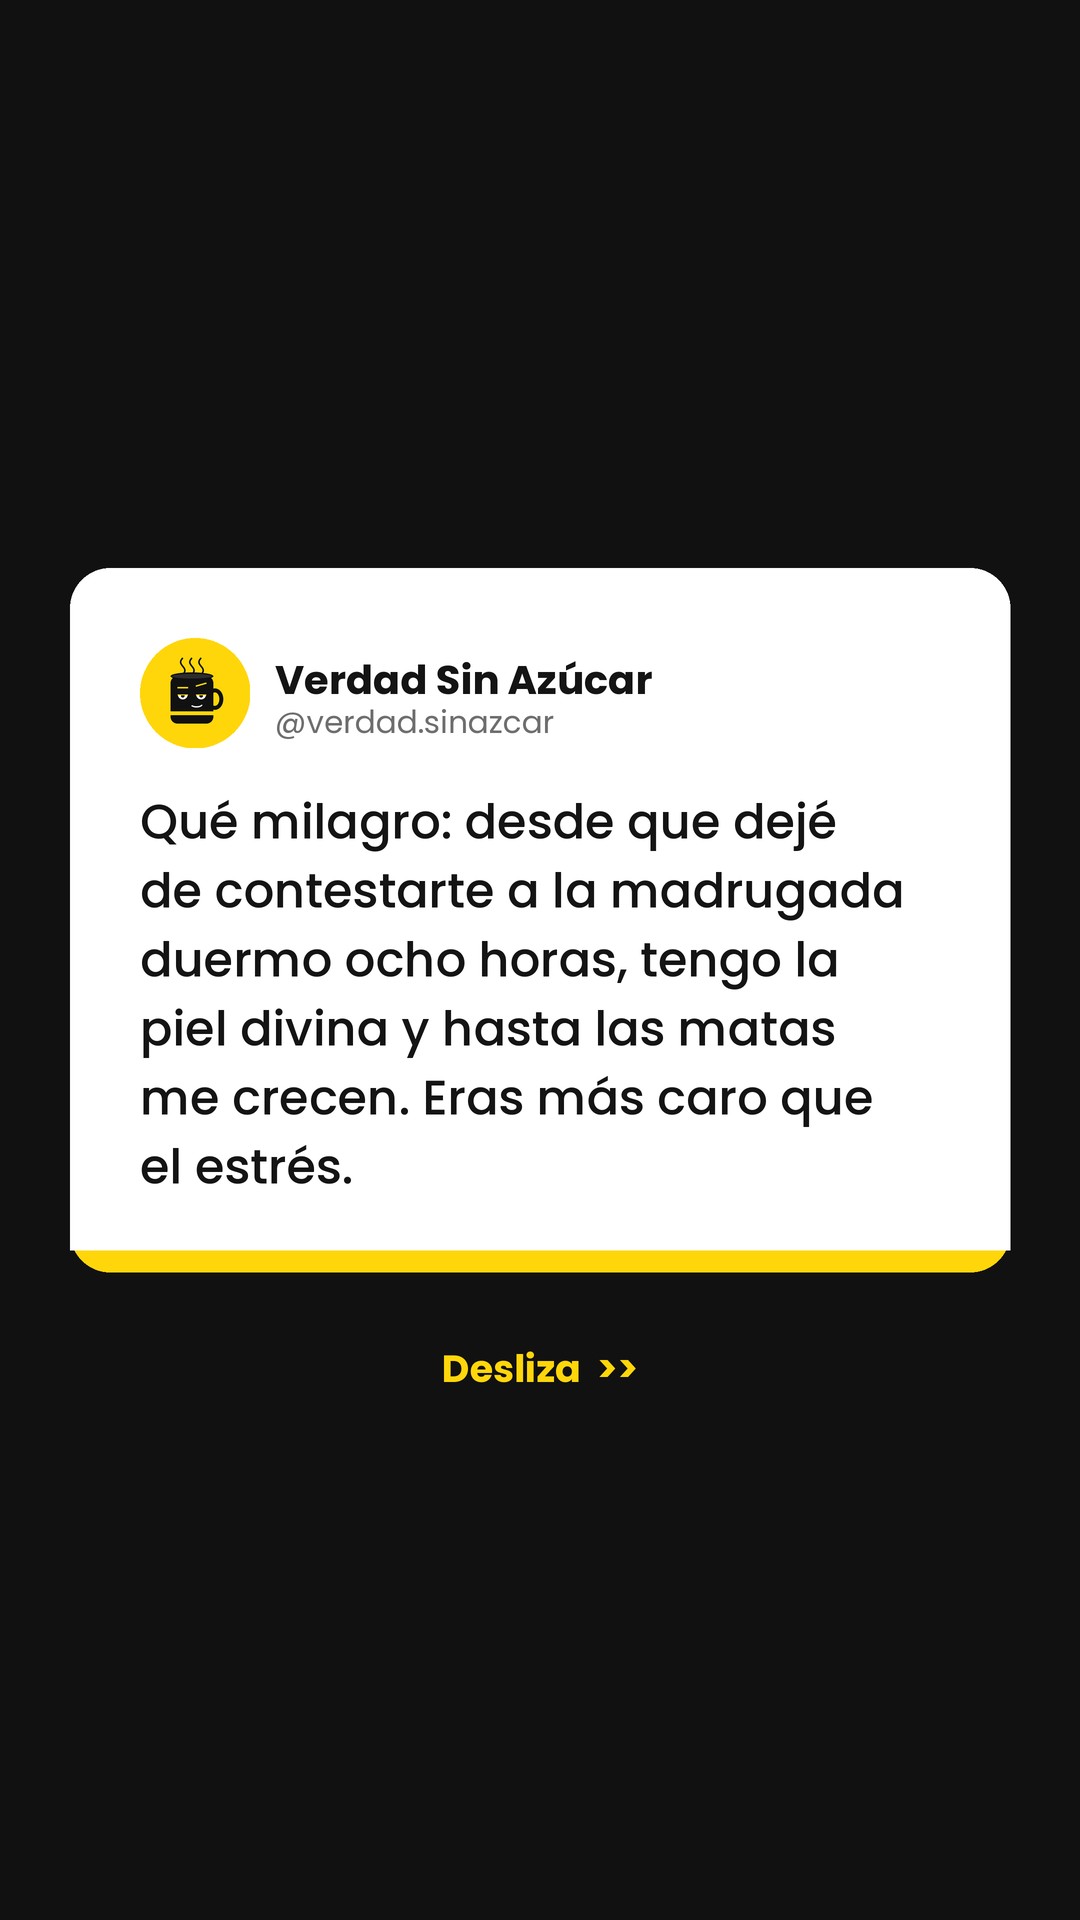 Verdad Sin Azúcar
@verdad.sinazcar
Qué milagro: desde que dejé
de contestarte a la madrugada
duermo ocho horas, tengo la
piel divina y hasta las matas
me crecen. Eras más caro que
el estrés.
Desliza >>